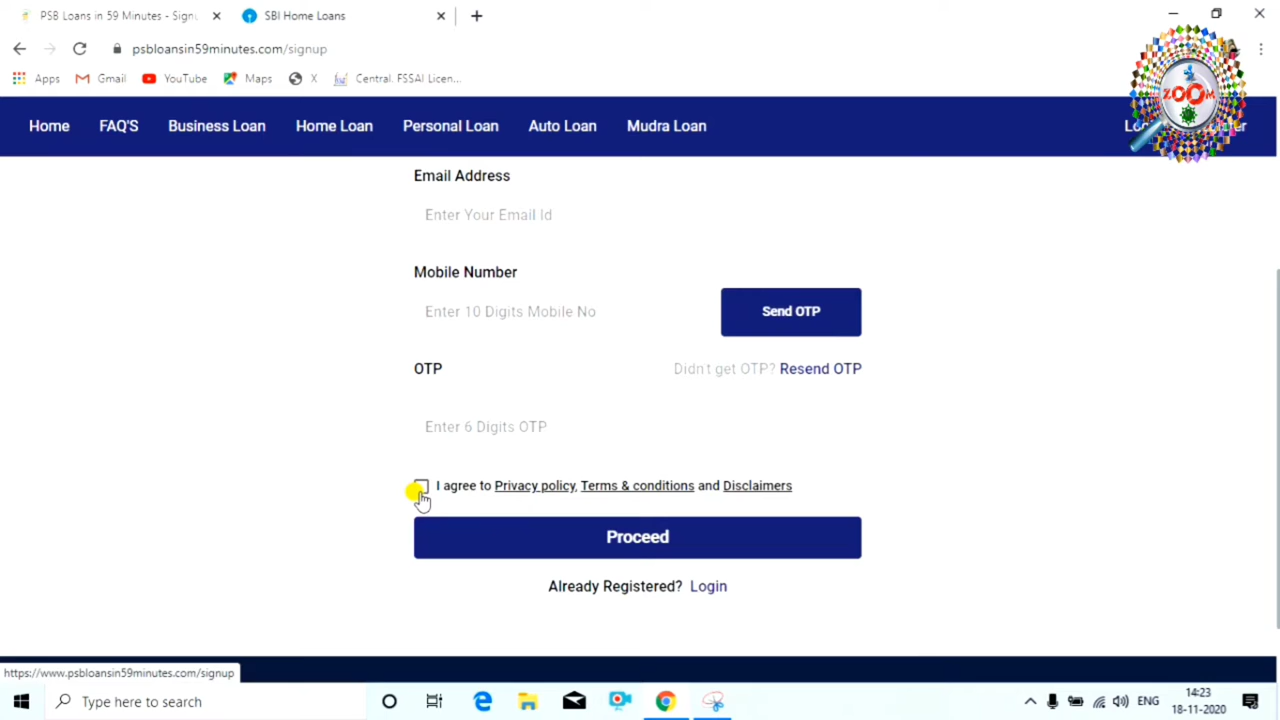 PSB Loans in 59 Minutes - Signu
SBI Home Loans
psbloansin59minutes.com/signup
Apps
Gmail
YouTube
Maps
X
Central. FSSAI Licen...
ZOOM
Home
FAQ'S
Business Loan
Home Loan
Personal Loan
Auto Loan
Mudra Loan
Email Address
Enter Your Email Id
Mobile Number
Enter 10 Digits Mobile No
Send OTP
OTP
Didn't get OTP? Resend OTP
Enter 6 Digits OTP
I agree to Privacy policy, Terms & conditions and Disclaimers
Proceed
Already Registered? Login
https://www.psbloansin59minutes.com/signup
Type here to search
ENG
14:23
18-11-2020